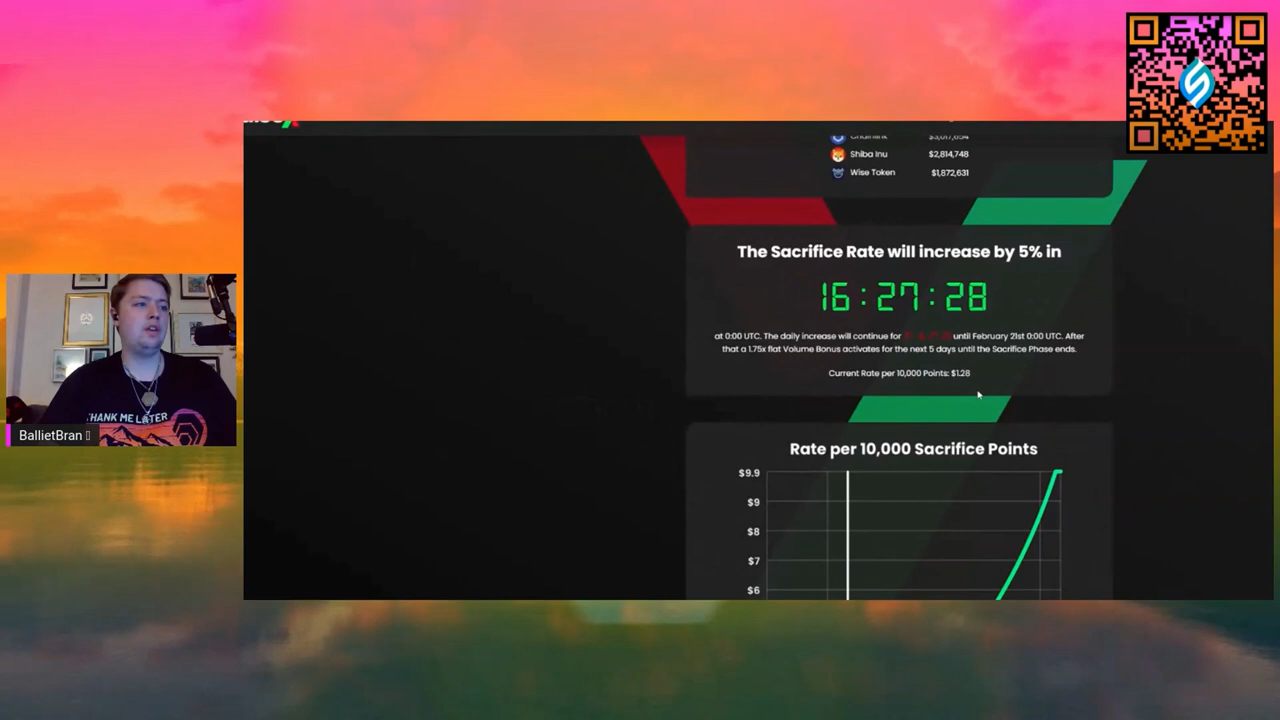 Chainlink $3,017,654
Shiba Inu $2,814,748
Wise Token $1,872,631
The Sacrifice Rate will increase by 5% in
16:27:28
at 0:00 UTC. The daily increase will continue for until February 21st 0:00 UTC. After
that a 1.75x flat Volume Bonus activates for the next 5 days until the Sacrifice Phase ends.
Current Rate per 10,000 Points: $1.28
THANK ME LATER
BallietBran
Rate per 10,000 Sacrifice Points
$9.9
$9
$8
$7
$6